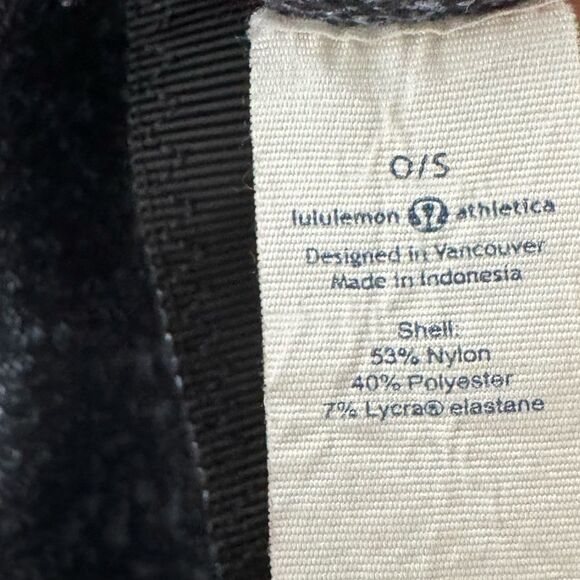 O/S
lululemon athletica
Designed in Vancouver
Made in Indonesia
Shell:
53% Nylon
40% Polyester
7% Lycra® elastane